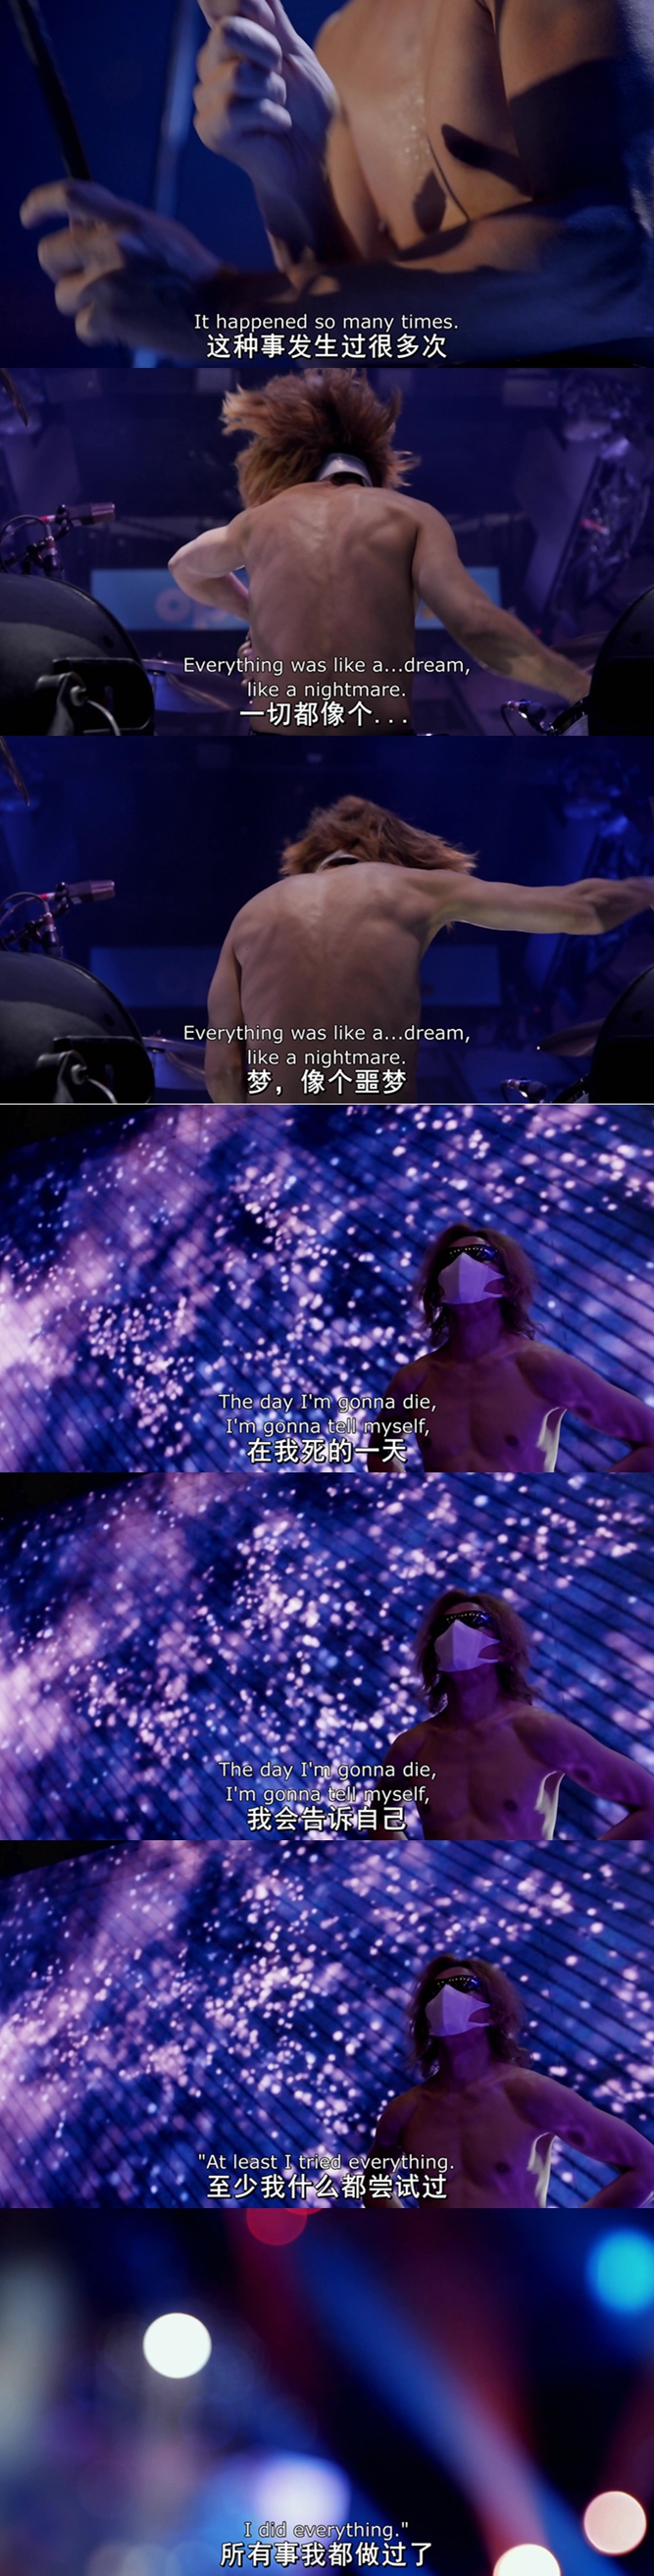 It happened so many times.
这种事发生过很多次
Everything was like a...dream,
like a nightmare.
一切都像个...
Everything was like a...dream,
like a nightmare.
梦，像个噩梦
The day I'm gonna die,
I'm gonna tell myself,
在我死的一天
The day I'm gonna die,
I'm gonna tell myself,
我会告诉自己
"At least I tried everything.
至少我什么都尝试过
I did everything."
所有事我都做过了